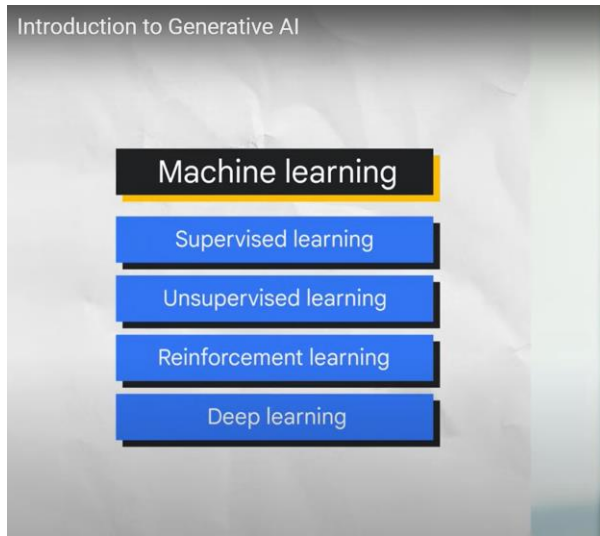 Introduction to Generative AI
Machine learning
Supervised learning
Unsupervised learning
Reinforcement learning
Deep learning